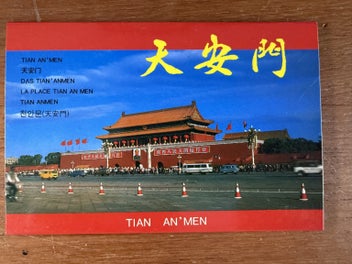 天安門
TIAN AN'MEN
天安门
DAS TIAN'ANMEN
LA PLACE TIAN AN MEN
TIAN ANMEN
천안문(天安門)
TIAN AN'MEN